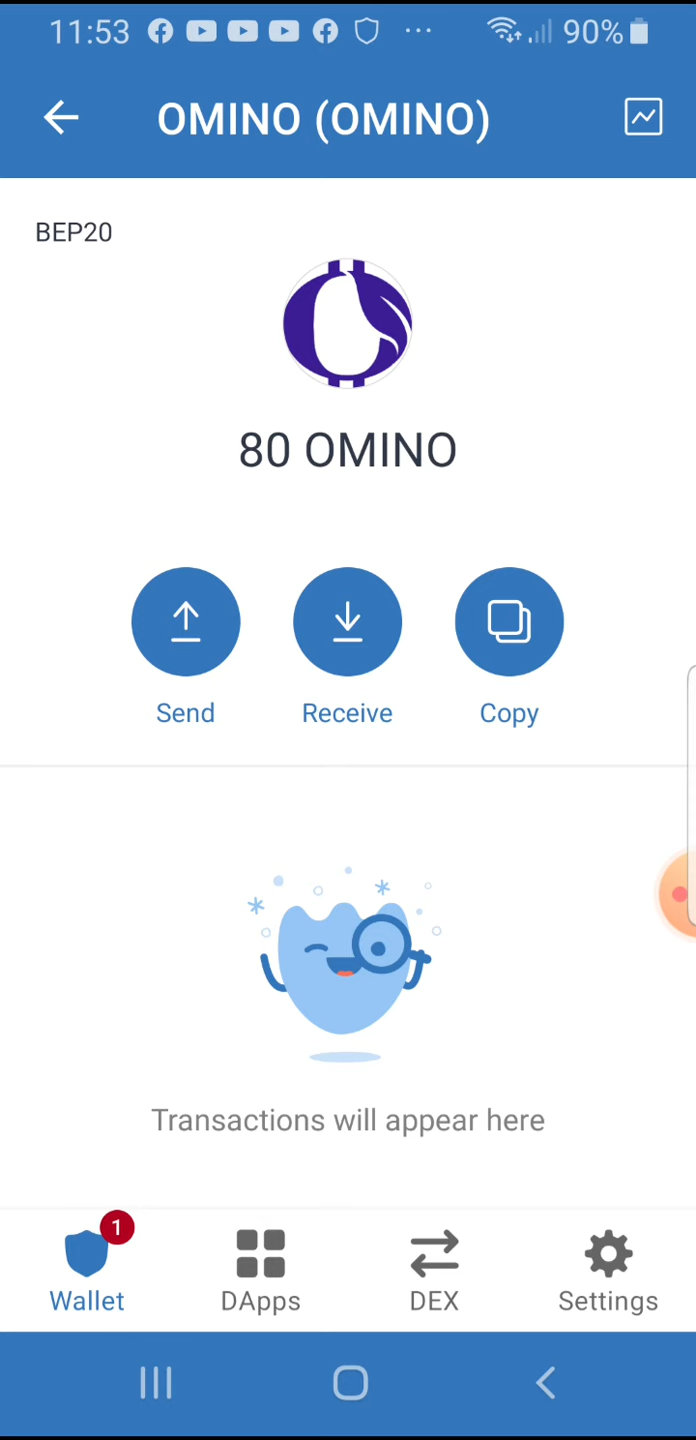 11:53 ... 90%
OMINO (OMINO)
BEP20
80 OMINO
Send Receive Copy
Transactions will appear here
1
Wallet DApps DEX Settings